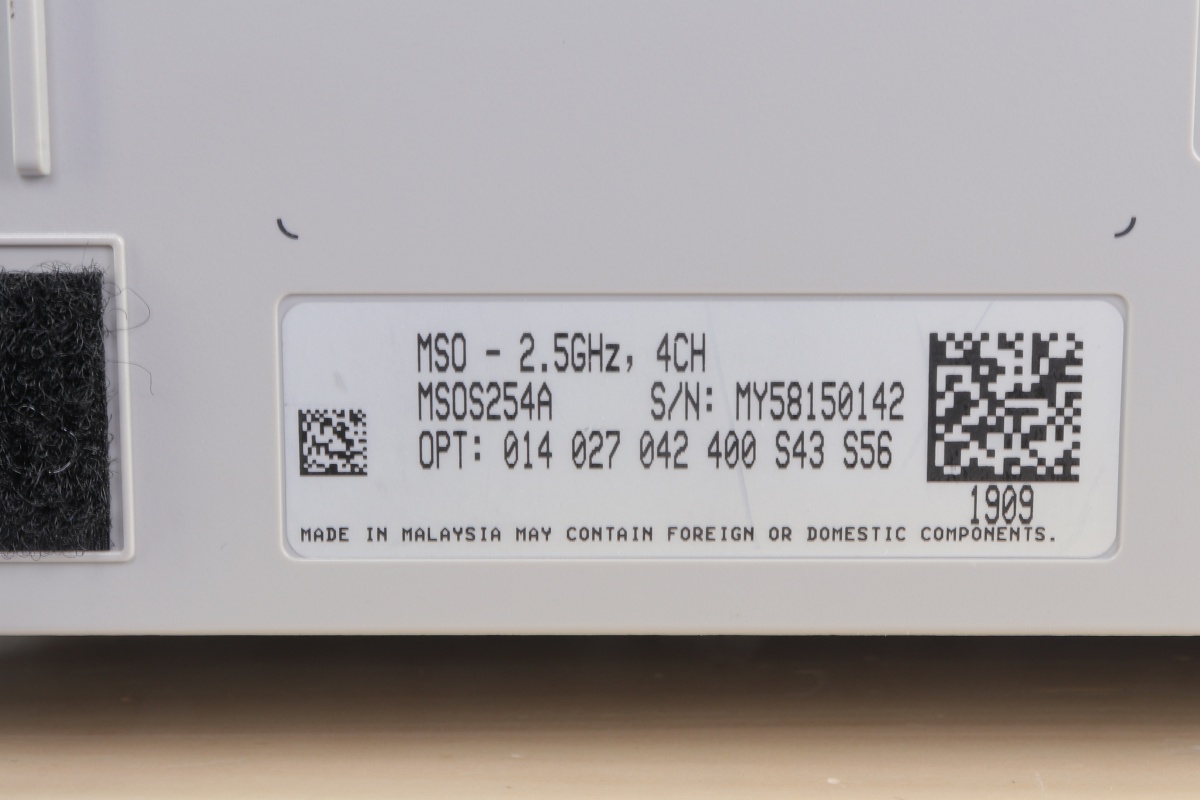 MSO - 2.5GHz, 4CH
MSOS254A S/N: MY58150142
OPT: 014 027 042 400 S43 S56
1909
MADE IN MALAYSIA MAY CONTAIN FOREIGN OR DOMESTIC COMPONENTS.